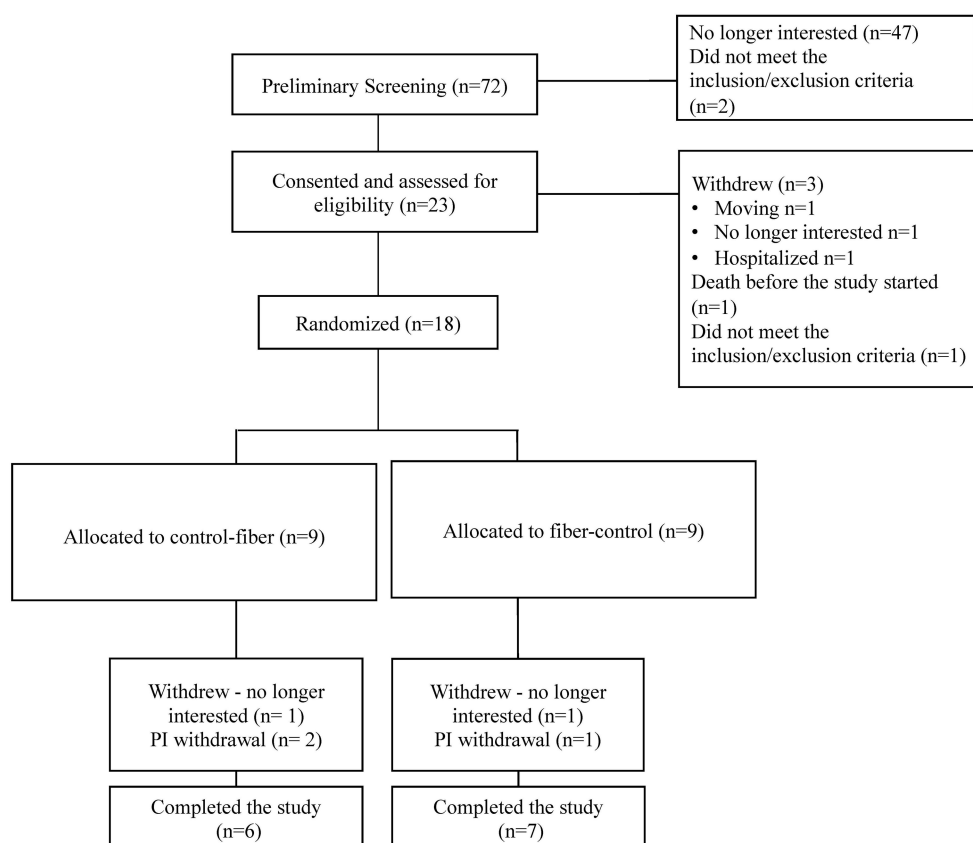 No longer interested (n=47)
Did not meet the
inclusion/exclusion criteria
(n=2)
Preliminary Screening (n=72)
Consented and assessed for
eligibility (n=23)
Withdrew (n=3)
• Moving n=1
• No longer interested n=1
• Hospitalized n=1
Death before the study started
(n=1)
Did not meet the
inclusion/exclusion criteria (n=1)
Randomized (n=18)
Allocated to control-fiber (n=9)
Allocated to fiber-control (n=9)
Withdrew - no longer
interested (n= 1)
PI withdrawal (n= 2)
Withdrew - no longer
interested (n=1)
PI withdrawal (n=1)
Completed the study
(n=6)
Completed the study
(n=7)